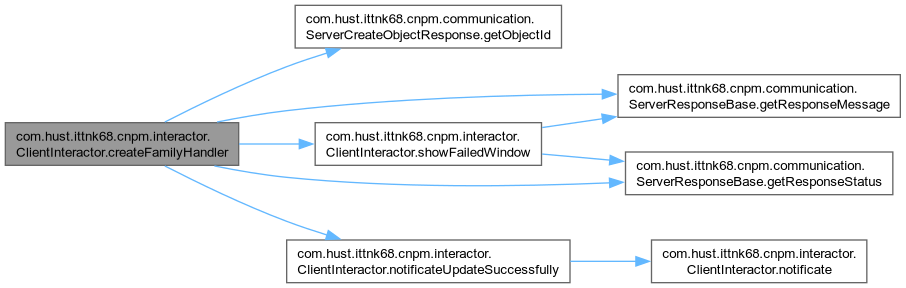 com.hust.ittnk68.cnpm.communication.
ServerCreateObjectResponse.getObjectId
com.hust.ittnk68.cnpm.communication.
ServerResponseBase.getResponseMessage
com.hust.ittnk68.cnpm.interactor.
ClientInteractor.createFamilyHandler
com.hust.ittnk68.cnpm.interactor.
ClientInteractor.showFailedWindow
com.hust.ittnk68.cnpm.communication.
ServerResponseBase.getResponseStatus
com.hust.ittnk68.cnpm.interactor.
ClientInteractor.notificateUpdateSuccessfully
com.hust.ittnk68.cnpm.interactor.
ClientInteractor.notificate